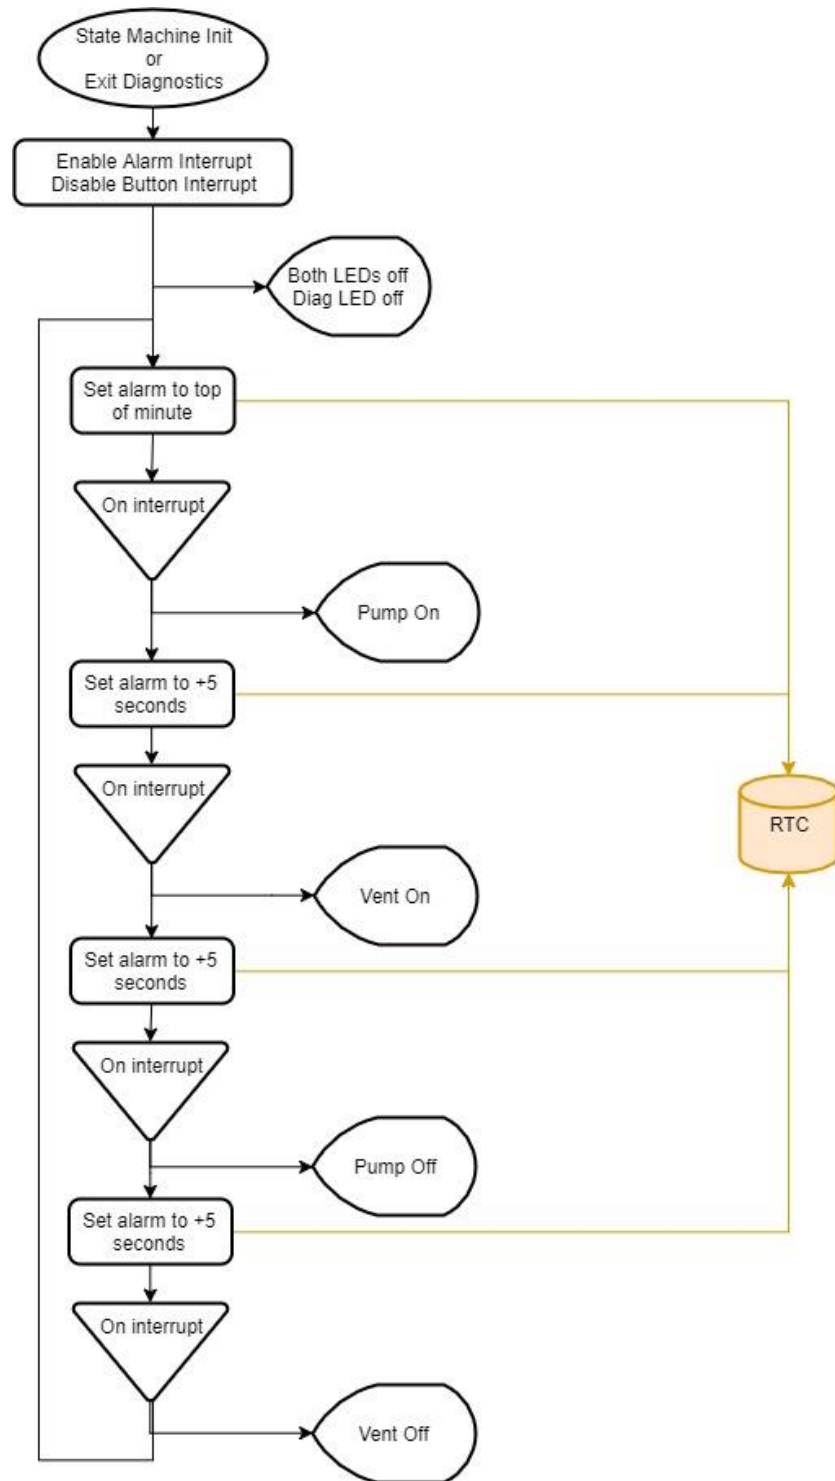 State Machine Init
or
Exit Diagnostics
Enable Alarm Interrupt
Disable Button Interrupt
Both LEDs off
Diag LED off
Set alarm to top
of minute
On interrupt
Pump On
Set alarm to +5
seconds
On interrupt
RTC
Vent On
Set alarm to +5
seconds
On interrupt
Pump Off
Set alarm to +5
seconds
On interrupt
Vent Off